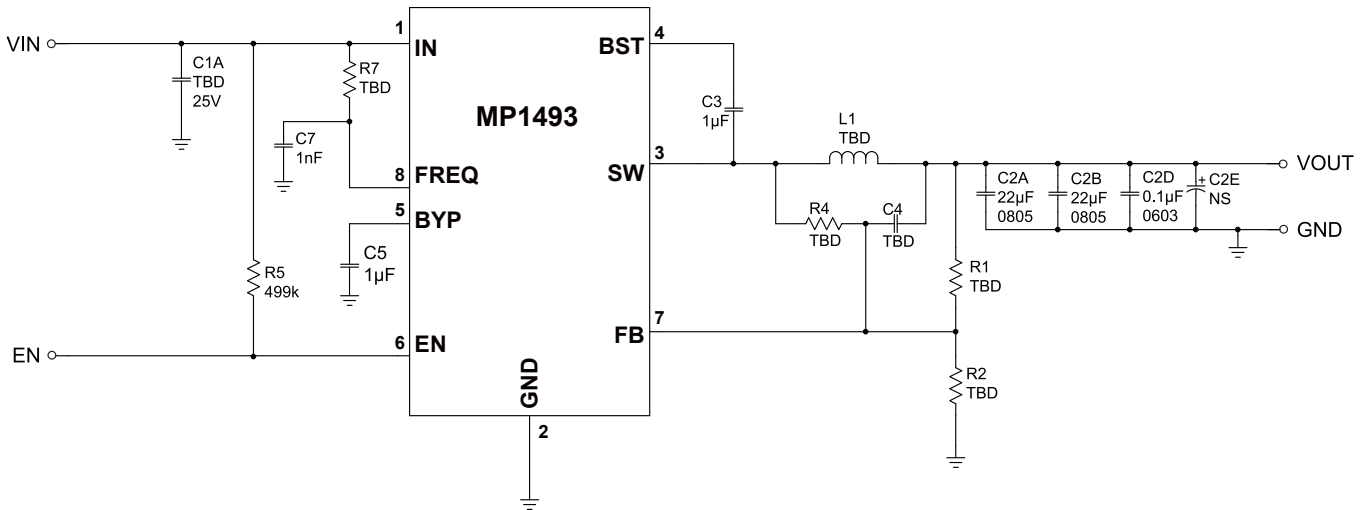 VIN
C1A
TBD
25V
R7
TBD
C7
1nF
R5
499k
C5
1µF
EN
1
IN
MP1493
BST
4
8
FREQ
5
BYP
SW
3
6
EN
FB
7
GND
2
C3
1µF
L1
TBD
R4
TBD
C4
TBD
R1
TBD
R2
TBD
C2A
22µF
0805
C2B
22µF
0805
C2D
0.1µF
0603
+
C2E
NS
VOUT
GND